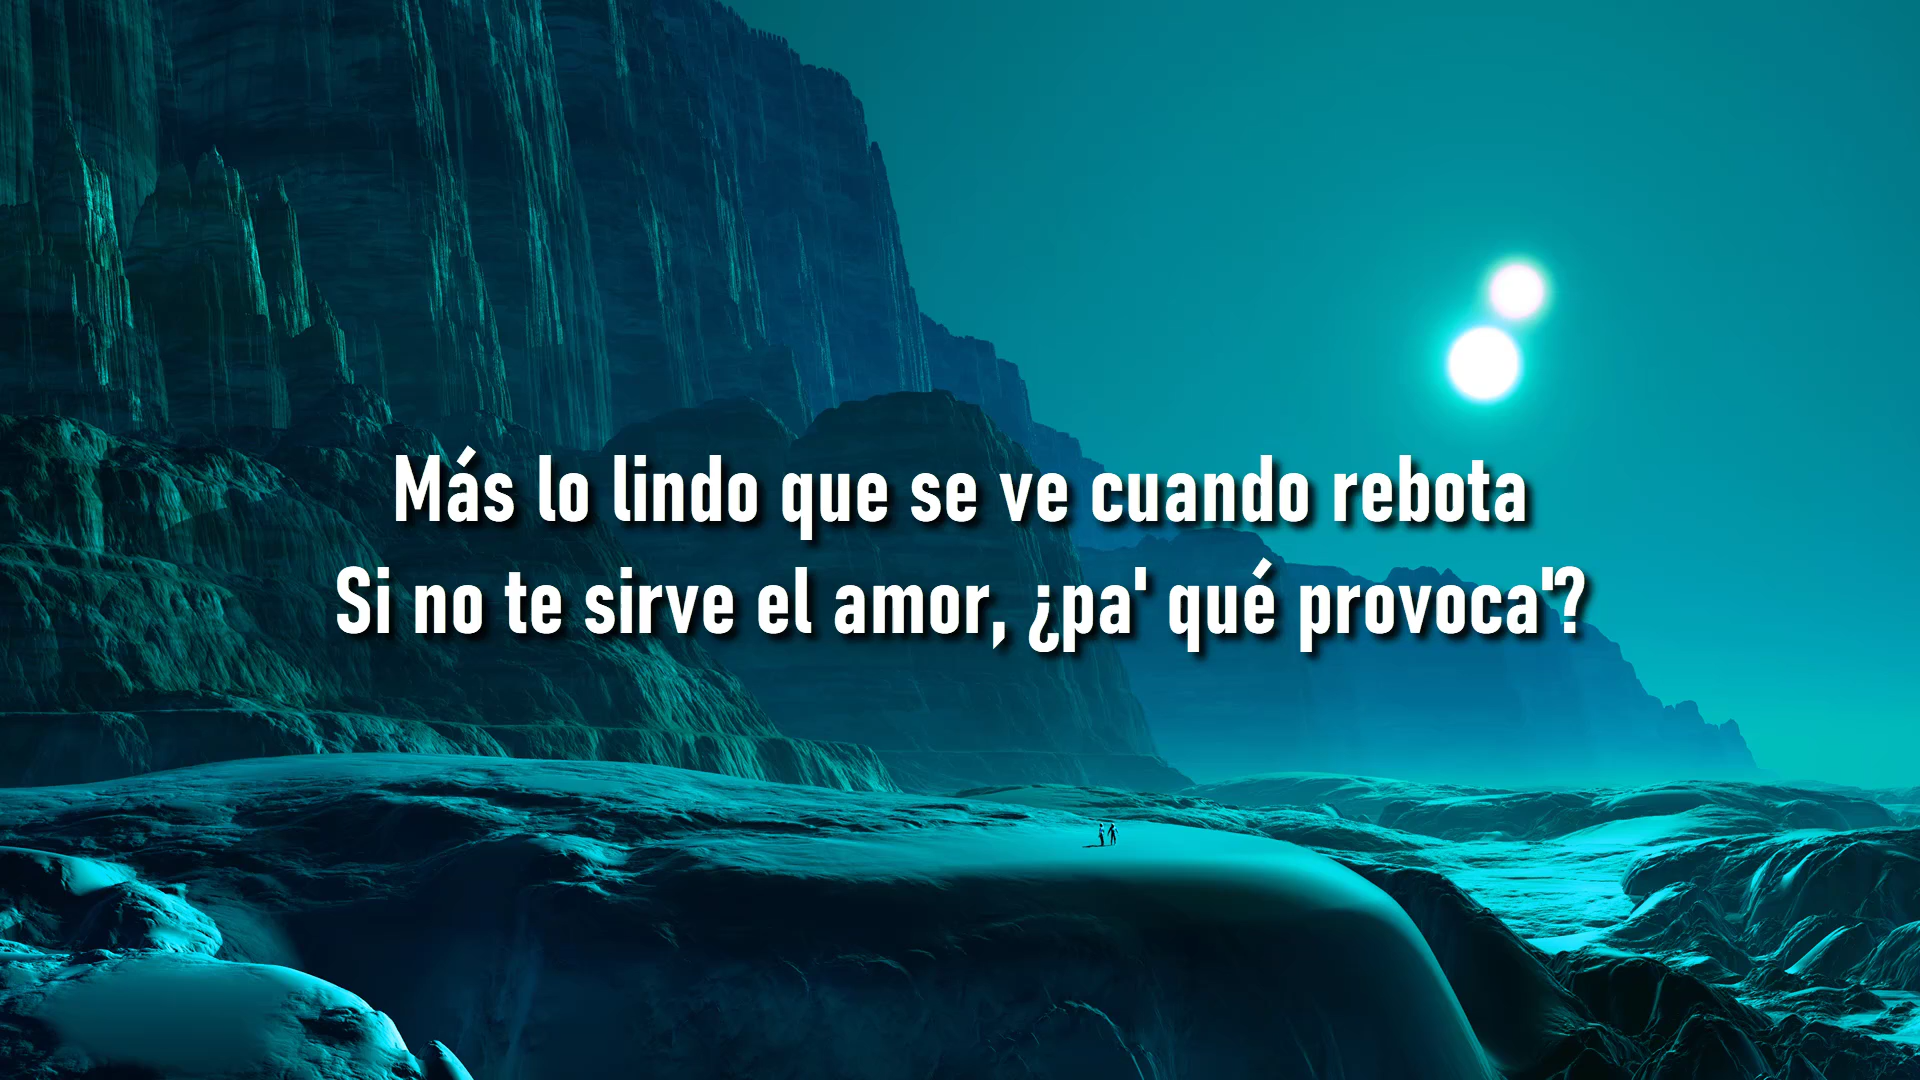 Más lo lindo que se ve cuando rebota
Si no te sirve el amor, ¿pa' qué provoca'?